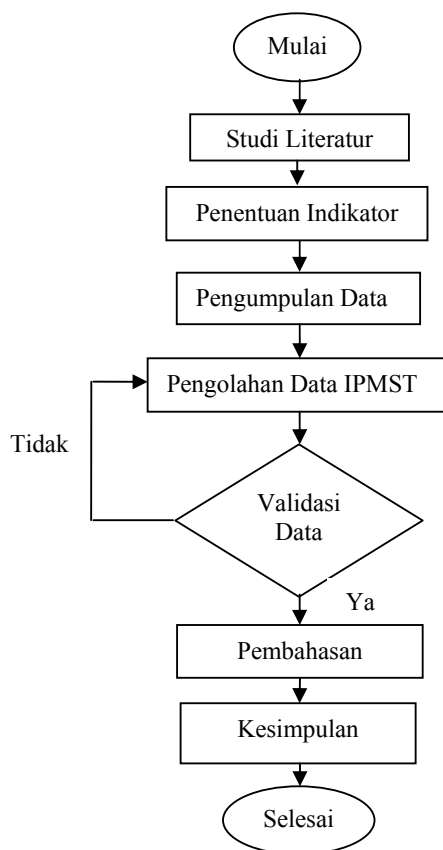 Mulai
Studi Literatur
Penentuan Indikator
Pengumpulan Data
Pengolahan Data IPMST
Tidak
Validasi
Data
Ya
Pembahasan
Kesimpulan
Selesai